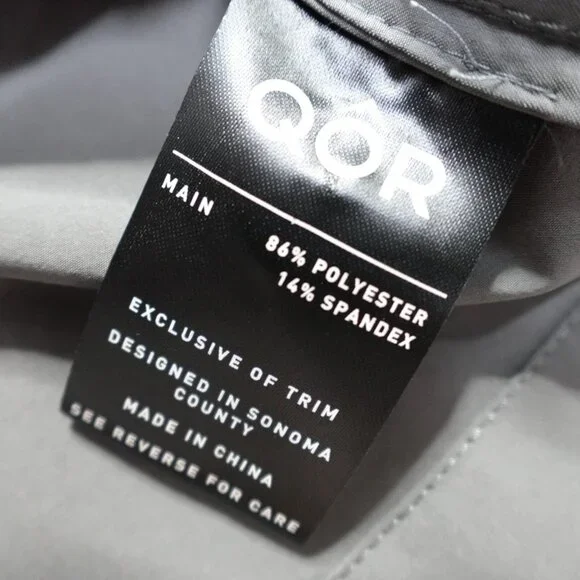 QÔR
MAIN
86% POLYESTER
14% SPANDEX
EXCLUSIVE OF TRIM
DESIGNED IN SONOMA
COUNTY
MADE IN CHINA
SEE REVERSE FOR CARE